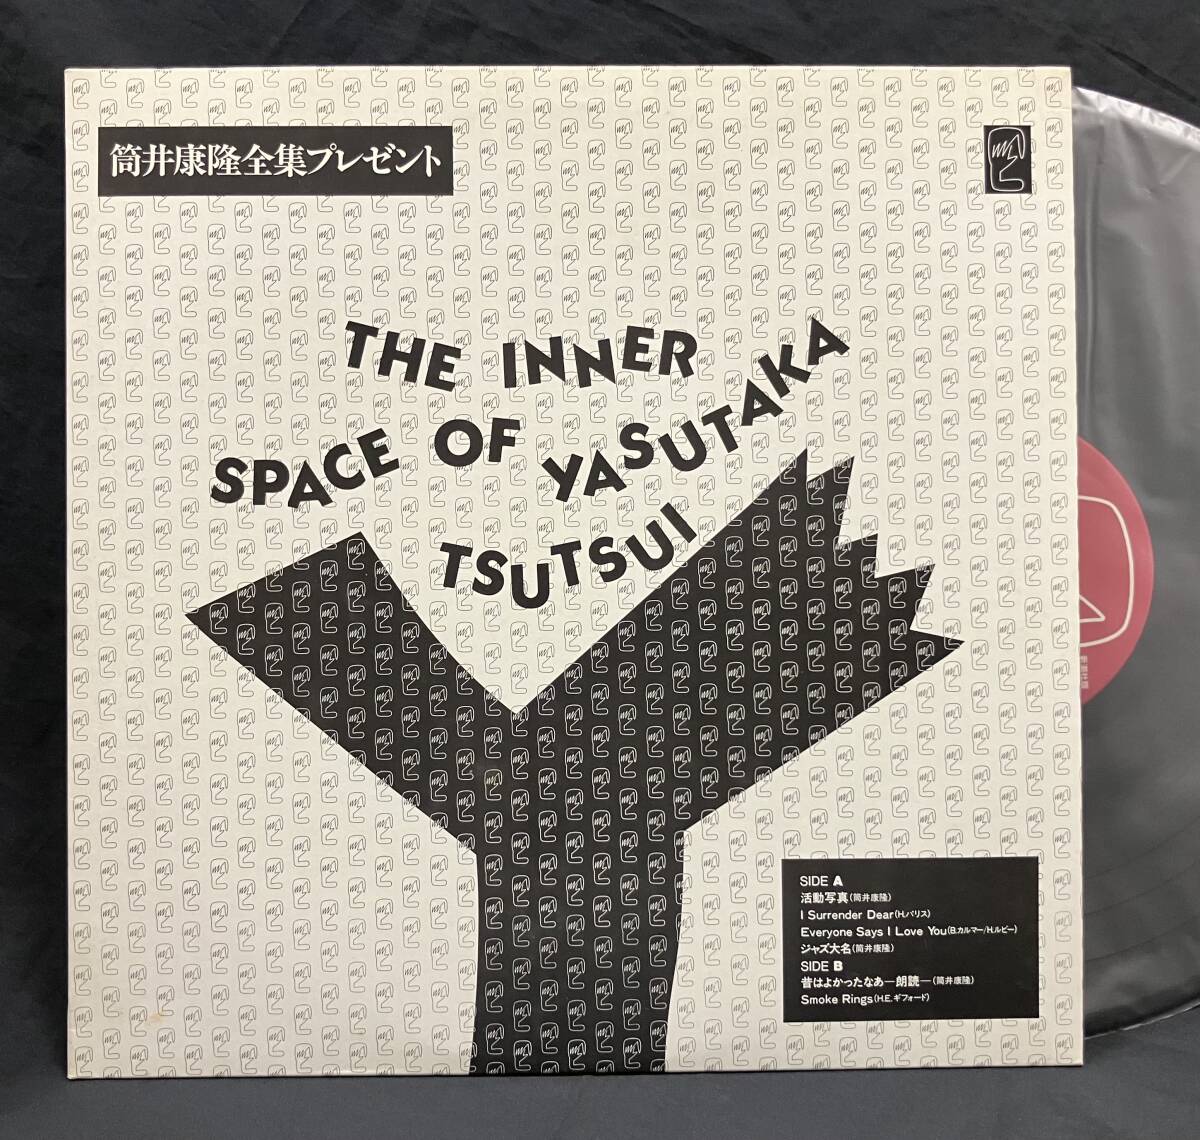 筒井康隆全集プレゼント
THE INNER
SPACE OF YASUTAKA
TSUTSUI
SIDE A
活動写真(筒井康隆)
I Surrender Dear(H.バリス)
Everyone Says I Love You(B.カルマー/H.ルビー)
ジャズ大名(筒井康隆)
SIDE B
昔はよかったなあ—朗読—(筒井康隆)
Smoke Rings(H.E.ギフォード)
新潮社